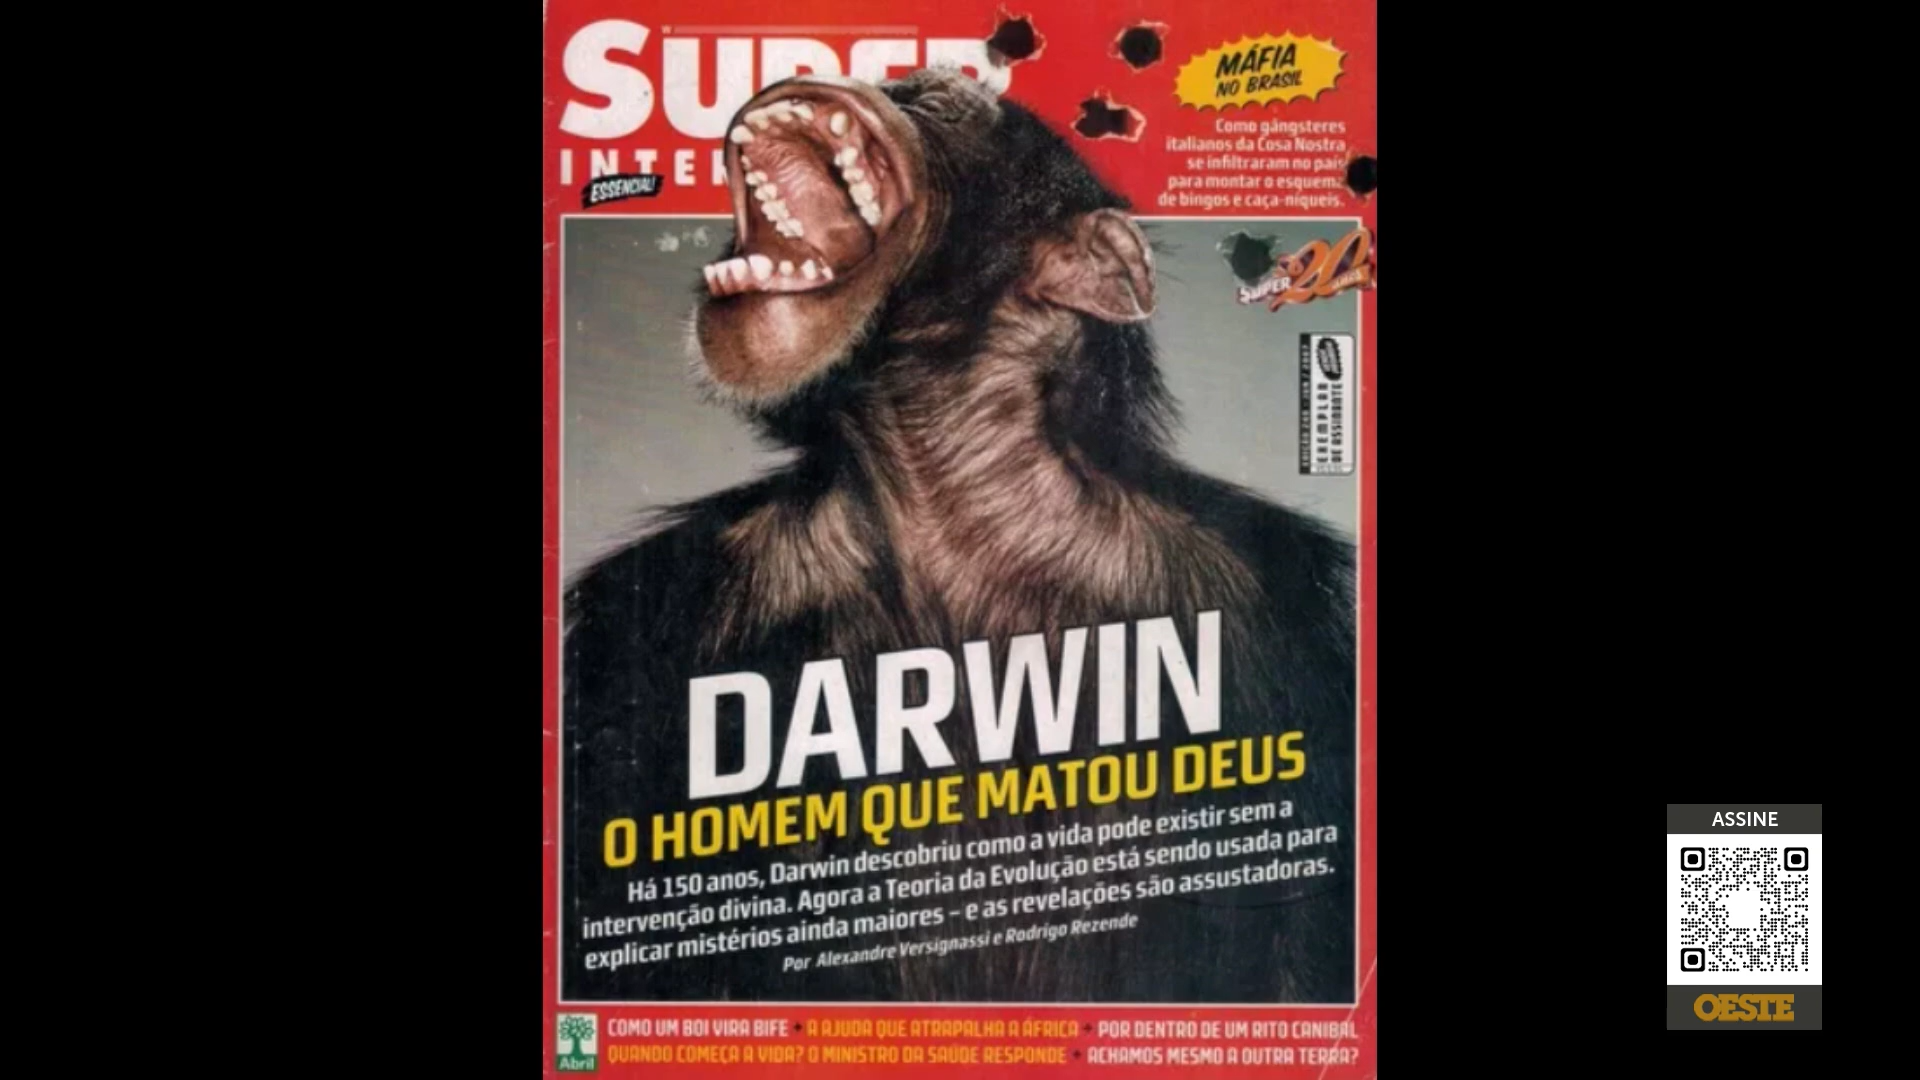 SUPER
INTER
ESSENCIAL!
MÁFIA
NO BRASIL
Como gângsteres
italianos da Cosa Nostra
se infiltraram no país
para montar o esquema
de bingos e caça-níqueis.
SUPER 20 anos
EDIÇÃO 240 - JUN / 2007
EXEMPLAR
DE ASSINANTE
DARWIN
O HOMEM QUE MATOU DEUS
Há 150 anos, Darwin descobriu como a vida pode existir sem a
intervenção divina. Agora a Teoria da Evolução está sendo usada para
explicar mistérios ainda maiores – e as revelações são assustadoras.
Por Alexandre Versignassi e Rodrigo Rezende
Abril
COMO UM BOI VIRA BIFE + A AJUDA QUE ATRAPALHA A ÁFRICA + POR DENTRO DE UM RITO CANIBAL
QUANDO COMEÇA A VIDA? O MINISTRO DA SAÚDE RESPONDE + ACHAMOS MESMO A OUTRA TERRA?
ASSINE
OESTE